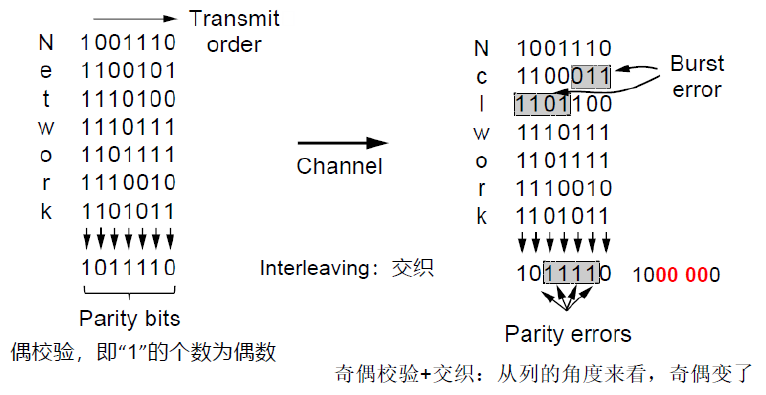 Transmit order
N 1001110
e 1100101
t 1110100
w 1110111
o 1101111
r 1110010
k 1101011
1011110
Parity bits
偶校验，即“1”的个数为偶数
Channel
Interleaving：交织
N 1001110
c 1100011
l 1101100
w 1110111
o 1101111
r 1110010
k 1101011
Burst error
1011110 1000 000
Parity errors
奇偶校验+交织：从列的角度来看，奇偶变了